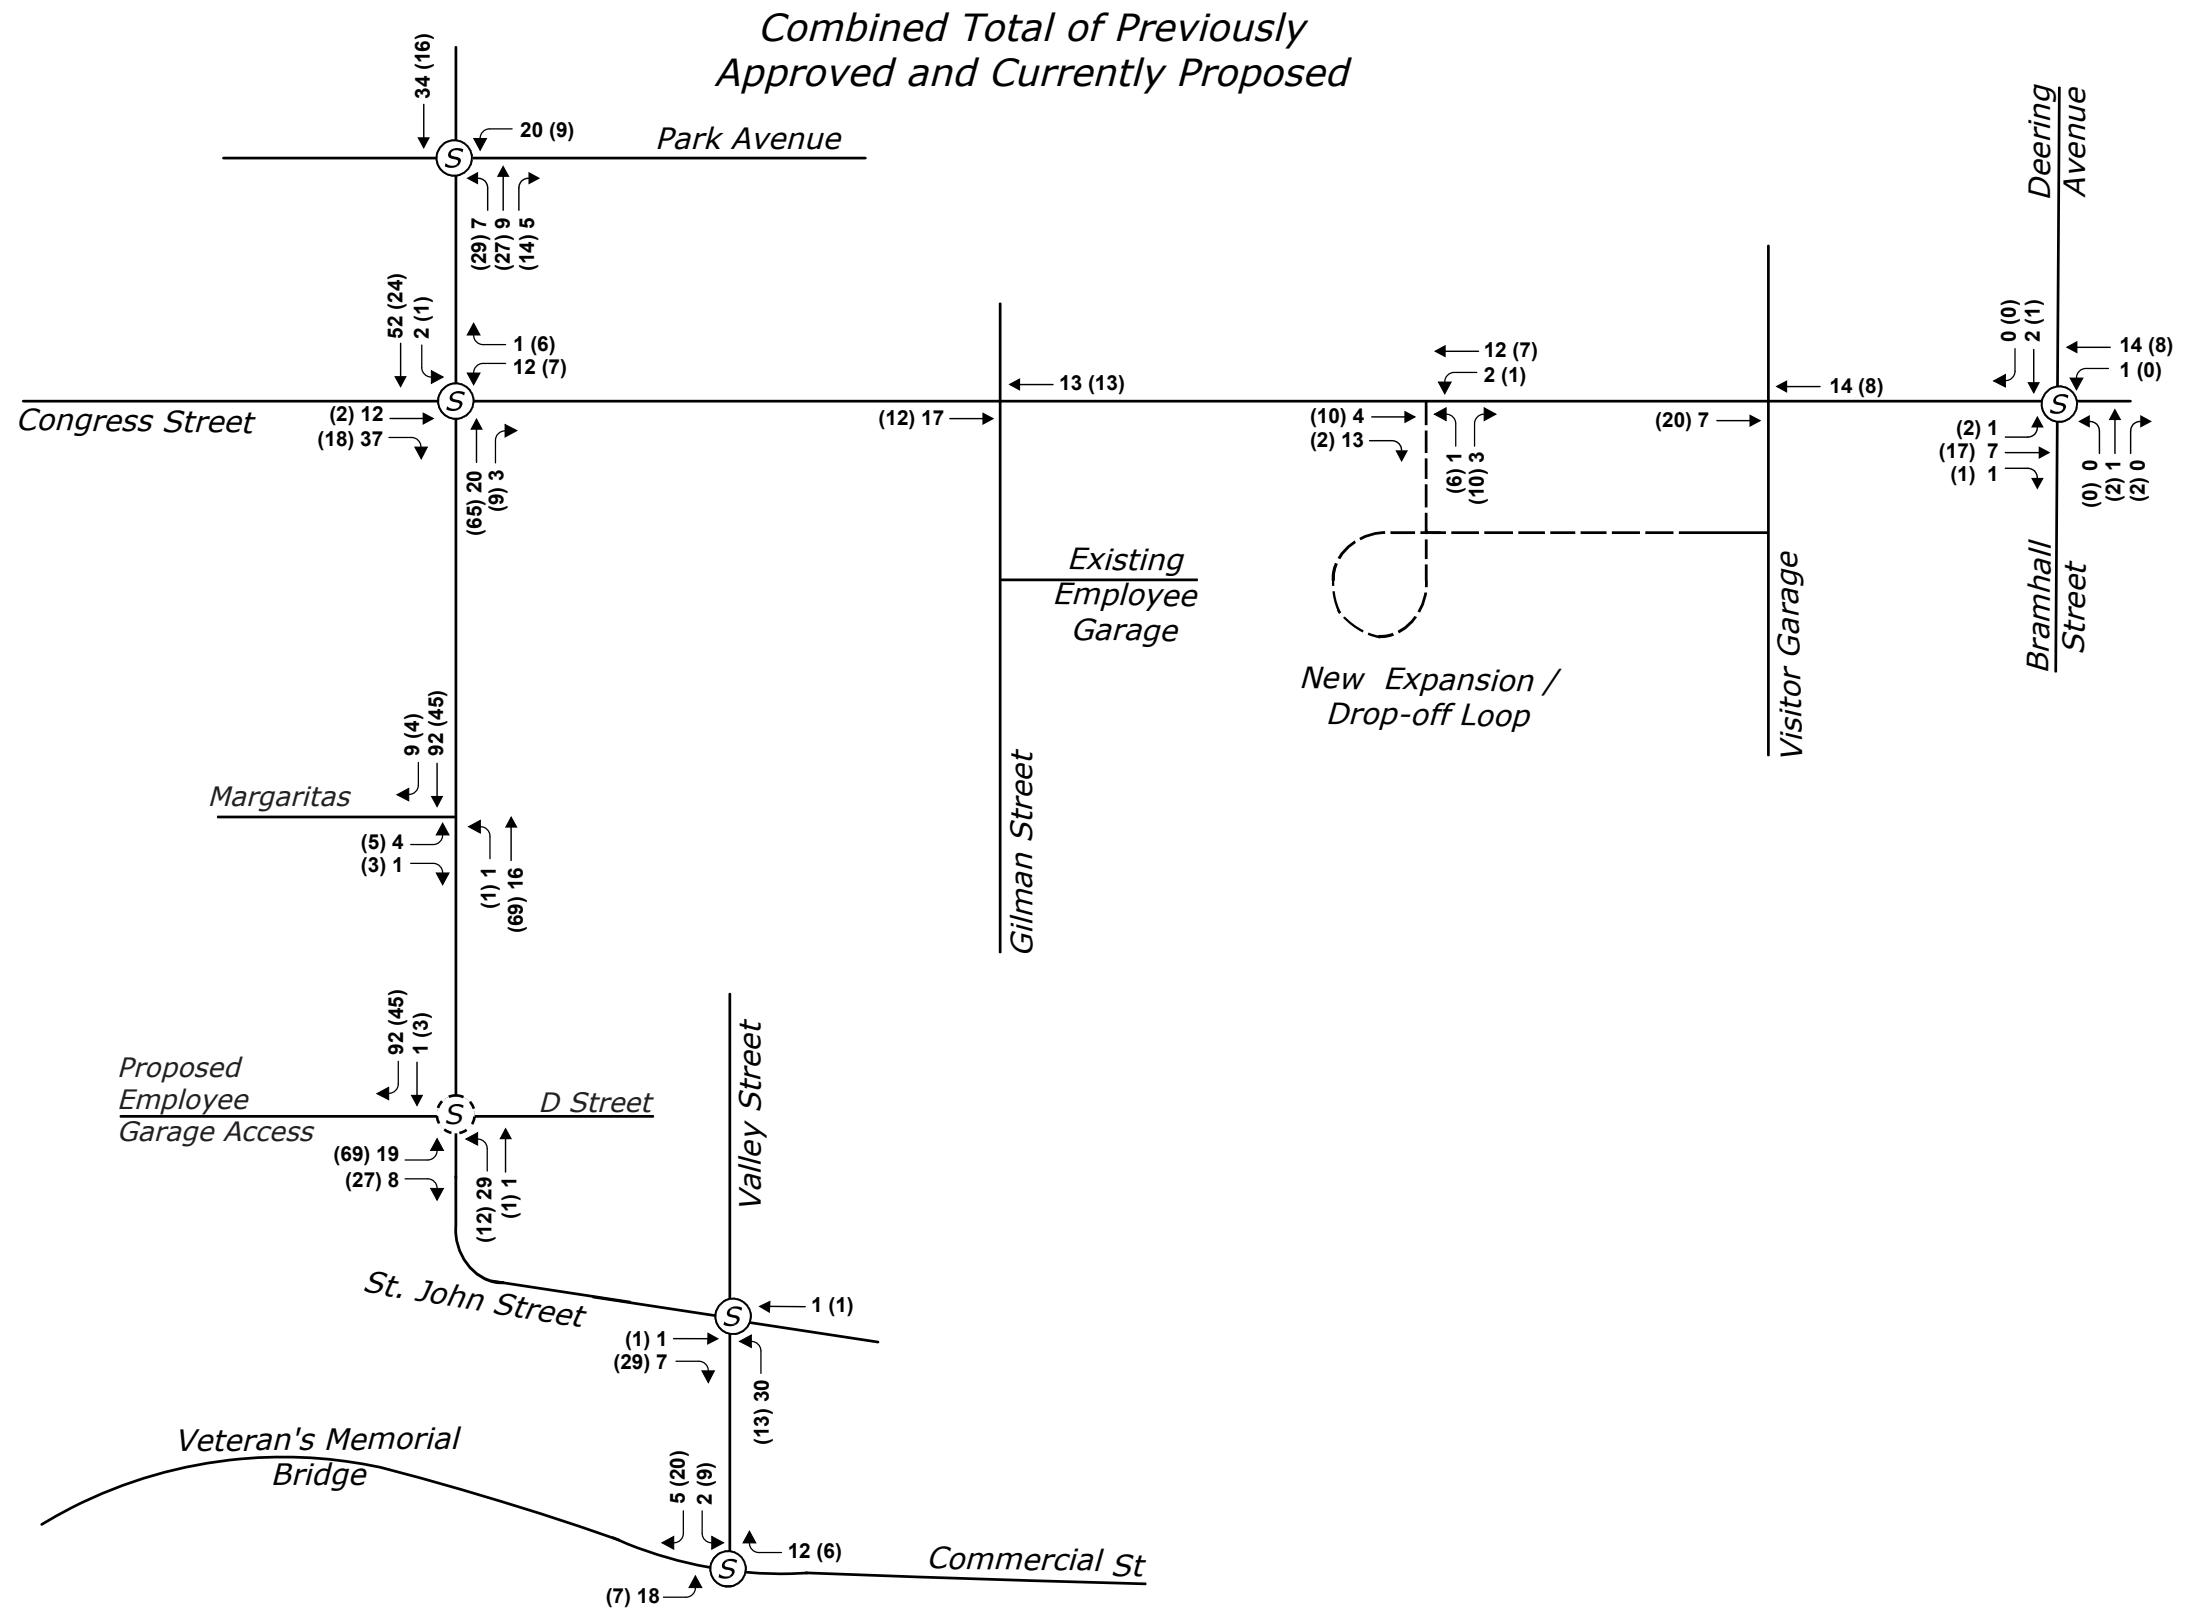 Combined Total of Previously
Approved and Currently Proposed
34 (16)
20 (9)
Park Avenue
S
(29) 7
(27) 9
(14) 5
Deering
Avenue
52 (24)
2 (1)
1 (6)
12 (7)
S
Congress Street
(2) 12
(18) 37
(65) 20
(9) 3
13 (13)
(12) 17
12 (7)
2 (1)
(10) 4
(2) 13
(6) 1
(10) 3
14 (8)
(20) 7
0 (0)
2 (1)
14 (8)
1 (0)
S
(2) 1
(17) 7
(1) 1
(0) 0
(2) 1
(2) 0
Existing
Employee
Garage
New Expansion /
Drop-off Loop
Visitor Garage
Bramhall
Street
Gilman Street
9 (4)
92 (45)
Margaritas
(5) 4
(3) 1
(1) 1
(69) 16
92 (45)
1 (3)
Proposed
Employee
Garage Access
S
D Street
(69) 19
(27) 8
(12) 29
(1) 1
Valley Street
St. John Street
S
1 (1)
(1) 1
(29) 7
(13) 30
Veteran's Memorial
Bridge
5 (20)
2 (9)
12 (6)
S
Commercial St
(7) 18